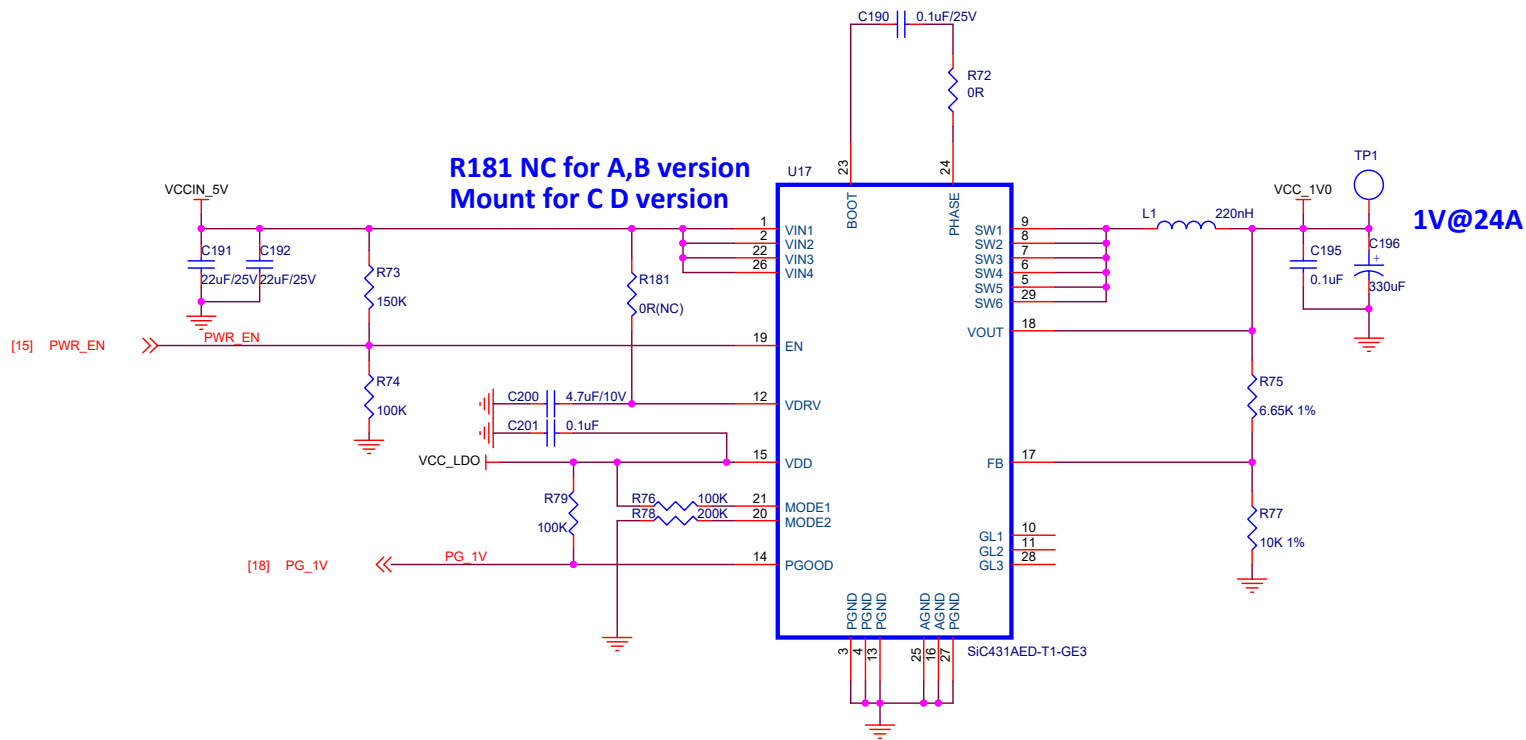 C190
0.1uF/25V
R72
0R
R181 NC for A,B version
Mount for C D version
U17
23
24
BOOT
PHASE
TP1
VCCIN_5V
VCC_1V0
1V@24A
C191
22uF/25V
C192
22uF/25V
R73
150K
R181
0R(NC)
1
VIN1
2
VIN2
22
VIN3
26
VIN4
SW1
9
SW2
8
SW3
7
SW4
6
SW5
5
SW6
29
L1
220nH
C195
0.1uF
C196
+
330uF
VOUT
18
[15] PWR_EN
PWR_EN
19
EN
R74
100K
R75
6.65K 1%
C200
4.7uF/10V
12
VDRV
C201
0.1uF
VCC_LDO
15
VDD
FB
17
R79
100K
R76
100K
21
MODE1
R78
200K
20
MODE2
R77
10K 1%
GL1
10
GL2
11
GL3
28
[18] PG_1V
PG_1V
14
PGOOD
PGND
PGND
PGND
AGND
AGND
PGND
3
4
13
25
16
27
SiC431AED-T1-GE3